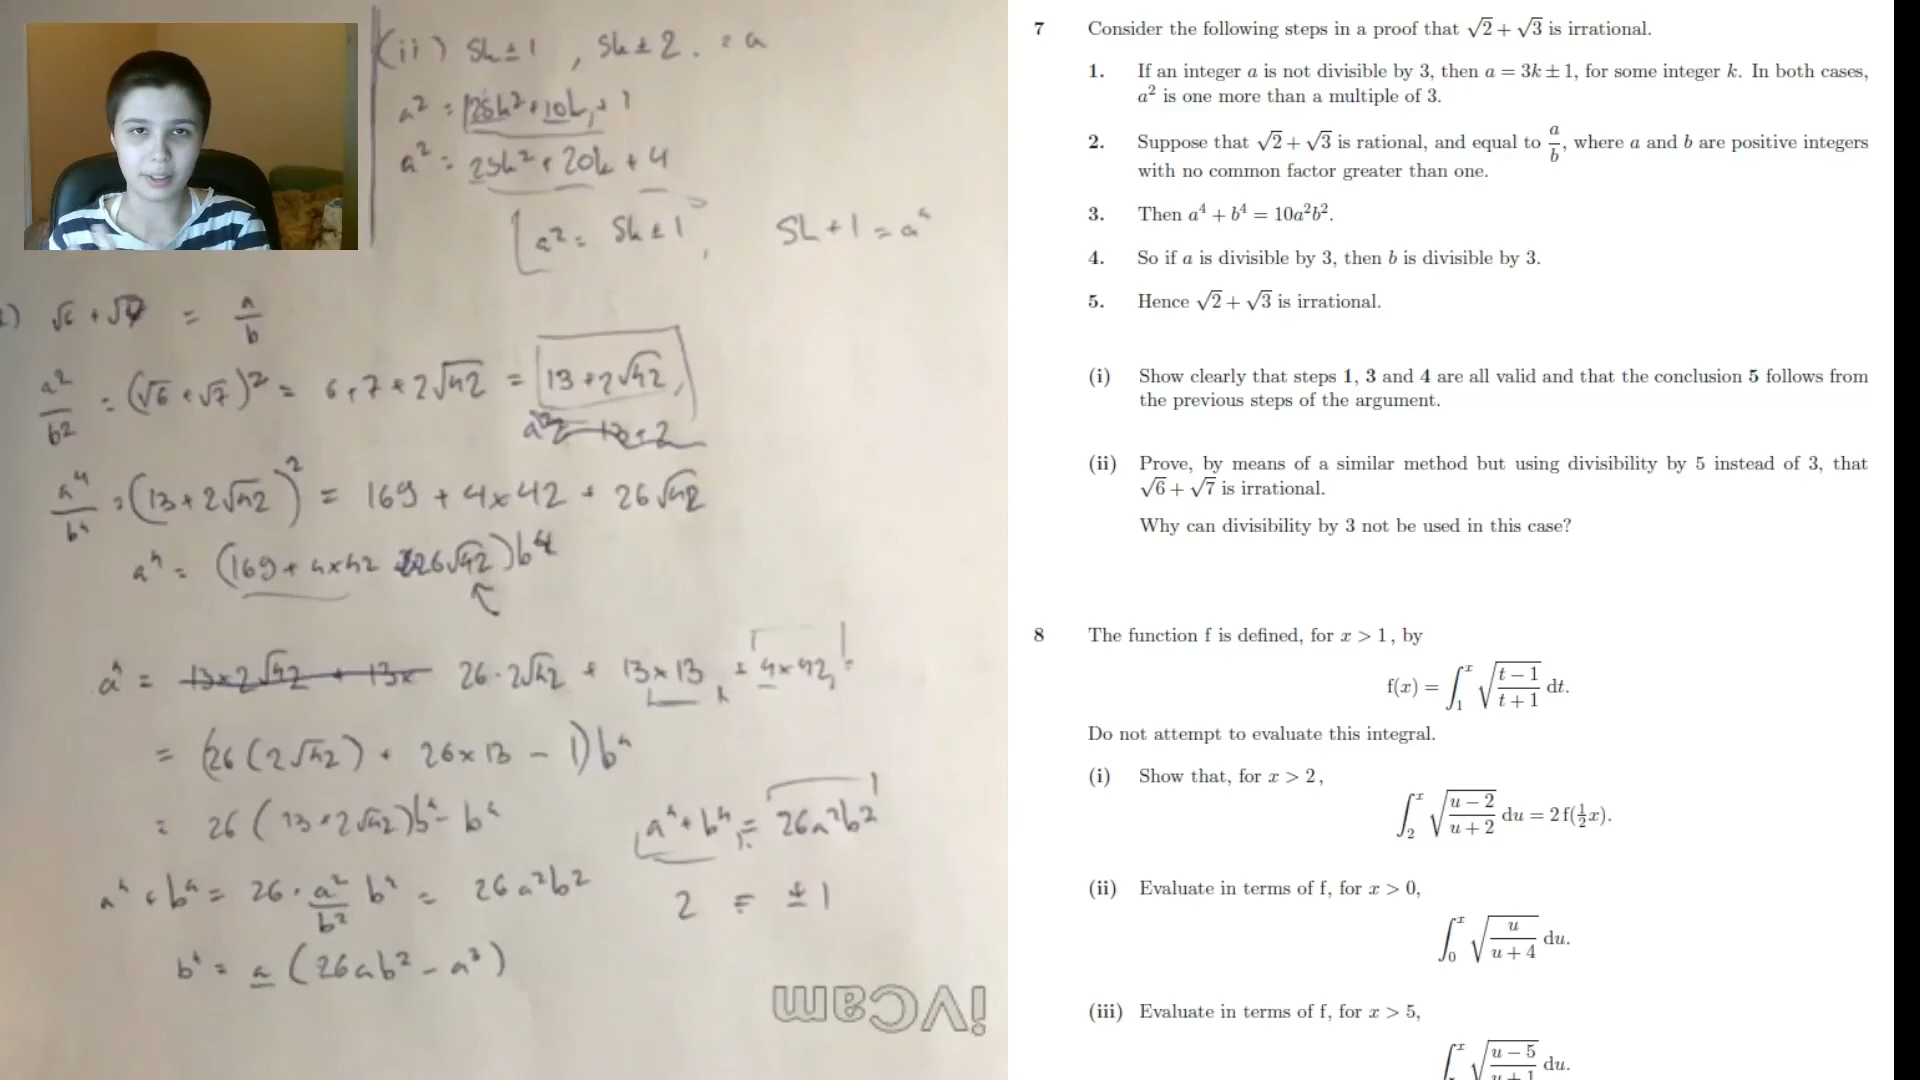 (ii) 5k±1 , 5k±2. = a
a² = 25k²+10k + 1
a² = 25k² + 20k + 4
a² = 5k±1 , 5k+1 = a⁴
√6 + √7 = a/b
a²/b² = (√6+√7)² = 6+7+2√42 = 13+2√42,
a⁴/b⁴ = (13+2√42)² = 169 + 4×42 + 26√42
a⁴ = (169+4×42 26√42)b⁴
a⁴ = 13×2√42 + 13× 26·2√42 + 13×13 + 4×42
= (26(2√42) + 26×13 - 1)b⁴
= 26(13+2√42)b⁴ - b⁴
a⁴+b⁴ = 26a²b²
a⁴+b⁴ = 26·a²/b² b⁴ = 26a²b²
2 = ±1
b⁴ = a(26ab² - a³)
iVCam
7 Consider the following steps in a proof that √2 + √3 is irrational.
1. If an integer a is not divisible by 3, then a = 3k ± 1, for some integer k. In both cases,
a² is one more than a multiple of 3.
2. Suppose that √2 + √3 is rational, and equal to a/b, where a and b are positive integers
with no common factor greater than one.
3. Then a⁴ + b⁴ = 10a²b².
4. So if a is divisible by 3, then b is divisible by 3.
5. Hence √2 + √3 is irrational.
(i) Show clearly that steps 1, 3 and 4 are all valid and that the conclusion 5 follows from
the previous steps of the argument.
(ii) Prove, by means of a similar method but using divisibility by 5 instead of 3, that
√6 + √7 is irrational.
Why can divisibility by 3 not be used in this case?
8 The function f is defined, for x > 1, by
f(x) = ∫₁ˣ √((t − 1)/(t + 1)) dt.
Do not attempt to evaluate this integral.
(i) Show that, for x > 2,
∫₂ˣ √((u − 2)/(u + 2)) du = 2 f(½x).
(ii) Evaluate in terms of f, for x > 0,
∫₀ˣ √(u/(u + 4)) du.
(iii) Evaluate in terms of f, for x > 5,
∫ˣ √((u − 5)/(u + 1)) du.